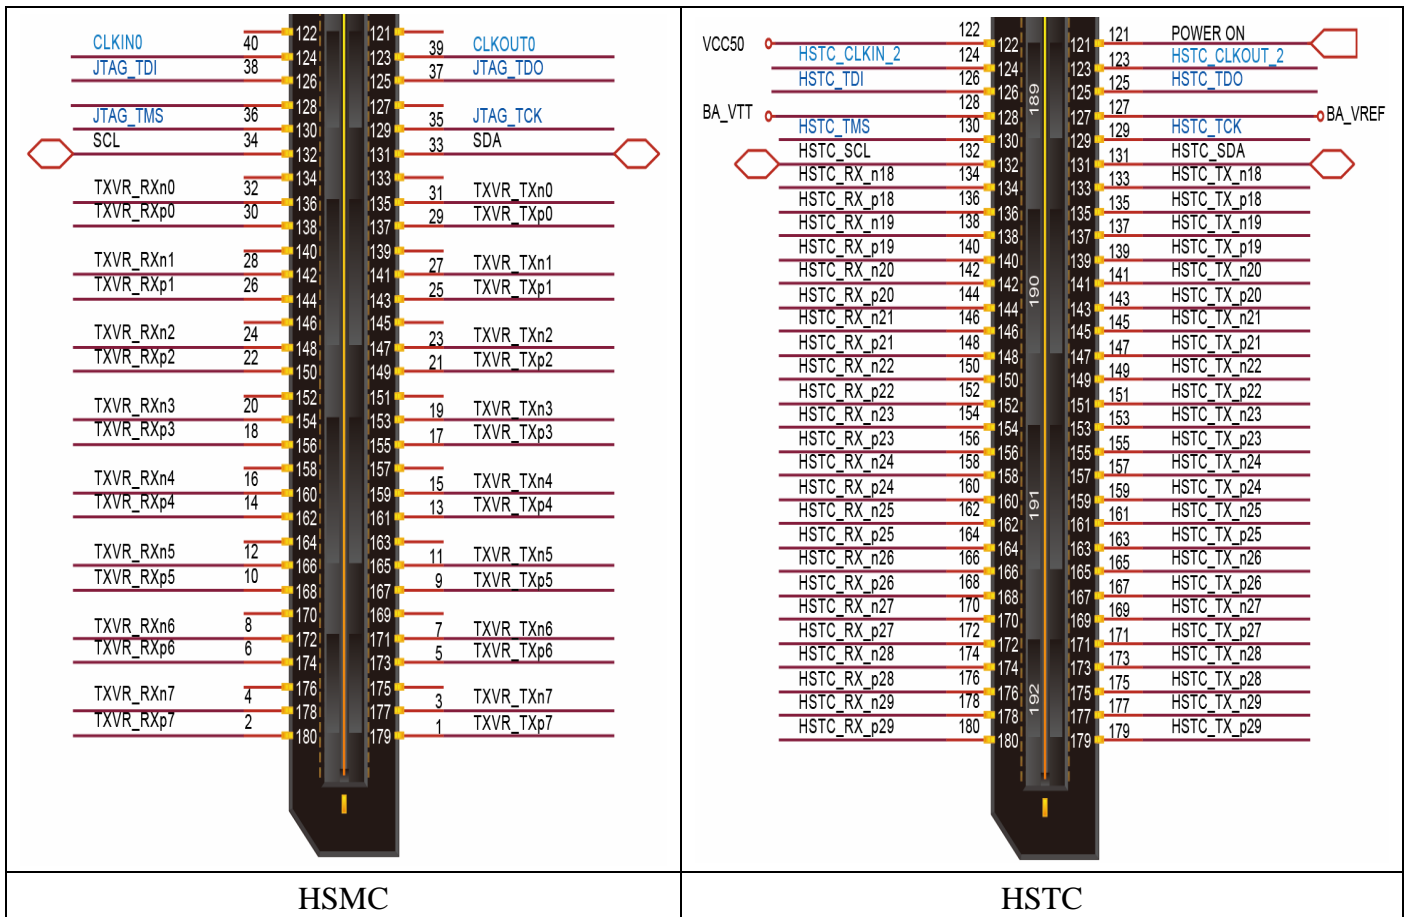 122 121
CLKIN0 40 39 CLKOUT0
124 123
JTAG_TDI 38 37 JTAG_TDO
126 125
128 127
JTAG_TMS 36 35 JTAG_TCK
130 129
SCL 34 33 SDA
132 131
134 133
TXVR_RXn0 32 31 TXVR_TXn0
136 135
TXVR_RXp0 30 29 TXVR_TXp0
138 137
140 139
TXVR_RXn1 28 27 TXVR_TXn1
142 141
TXVR_RXp1 26 25 TXVR_TXp1
144 143
146 145
TXVR_RXn2 24 23 TXVR_TXn2
148 147
TXVR_RXp2 22 21 TXVR_TXp2
150 149
152 151
TXVR_RXn3 20 19 TXVR_TXn3
154 153
TXVR_RXp3 18 17 TXVR_TXp3
156 155
158 157
TXVR_RXn4 16 15 TXVR_TXn4
160 159
TXVR_RXp4 14 13 TXVR_TXp4
162 161
164 163
TXVR_RXn5 12 11 TXVR_TXn5
166 165
TXVR_RXp5 10 9 TXVR_TXp5
168 167
170 169
TXVR_RXn6 8 7 TXVR_TXn6
172 171
TXVR_RXp6 6 5 TXVR_TXp6
174 173
176 175
TXVR_RXn7 4 3 TXVR_TXn7
178 177
TXVR_RXp7 2 1 TXVR_TXp7
180 179
HSMC
VCC50 122 122 121 121 POWER ON
HSTC_CLKIN_2 124 124 123 123 HSTC_CLKOUT_2
HSTC_TDI 126 126 125 125 HSTC_TDO
189
BA_VTT 128 128 127 127 BA_VREF
HSTC_TMS 130 130 129 129 HSTC_TCK
HSTC_SCL 132 132 131 131 HSTC_SDA
HSTC_RX_n18 134 134 133 133 HSTC_TX_n18
HSTC_RX_p18 136 136 135 135 HSTC_TX_p18
HSTC_RX_n19 138 138 137 137 HSTC_TX_n19
HSTC_RX_p19 140 140 139 139 HSTC_TX_p19
HSTC_RX_n20 142 142 141 141 HSTC_TX_n20
190
HSTC_RX_p20 144 144 143 143 HSTC_TX_p20
HSTC_RX_n21 146 146 145 145 HSTC_TX_n21
HSTC_RX_p21 148 148 147 147 HSTC_TX_p21
HSTC_RX_n22 150 150 149 149 HSTC_TX_n22
HSTC_RX_p22 152 152 151 151 HSTC_TX_p22
HSTC_RX_n23 154 154 153 153 HSTC_TX_n23
HSTC_RX_p23 156 156 155 155 HSTC_TX_p23
HSTC_RX_n24 158 158 157 157 HSTC_TX_n24
HSTC_RX_p24 160 160 159 159 HSTC_TX_p24
191
HSTC_RX_n25 162 162 161 161 HSTC_TX_n25
HSTC_RX_p25 164 164 163 163 HSTC_TX_p25
HSTC_RX_n26 166 166 165 165 HSTC_TX_n26
HSTC_RX_p26 168 168 167 167 HSTC_TX_p26
HSTC_RX_n27 170 170 169 169 HSTC_TX_n27
HSTC_RX_p27 172 172 171 171 HSTC_TX_p27
HSTC_RX_n28 174 174 173 173 HSTC_TX_n28
HSTC_RX_p28 176 176 175 175 HSTC_TX_p28
192
HSTC_RX_n29 178 178 177 177 HSTC_TX_n29
HSTC_RX_p29 180 180 179 179 HSTC_TX_p29
HSTC